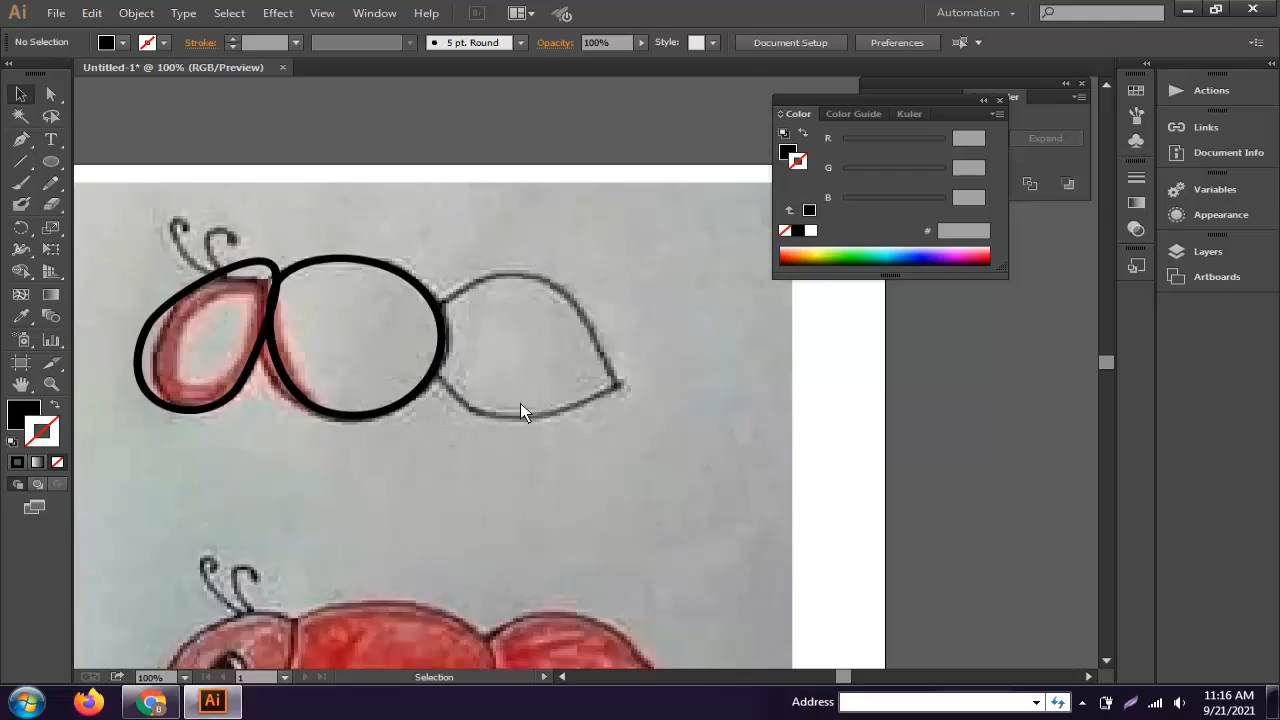 Ai File Edit Object Type Select Effect View Window Help Br Automation
No Selection Stroke: 5 pt. Round Opacity: 100% Style: Document Setup Preferences
Untitled-1* @ 100% (RGB/Preview)
Color Color Guide Kuler
R
G
B
#
Expand
Actions
Links
Document Info
Variables
Appearance
Layers
Artboards
100% 1 Selection
Ai Address 11:16 AM
9/21/2021